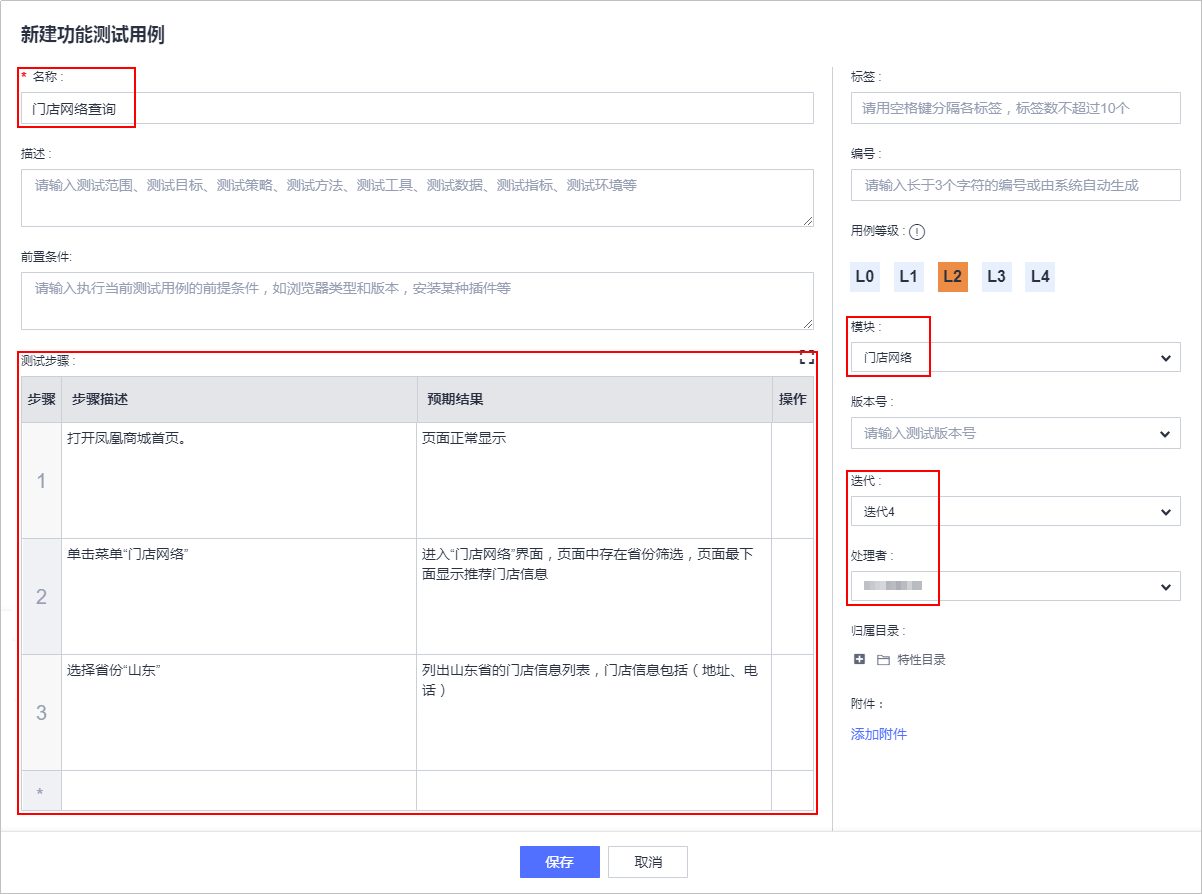 新建功能测试用例
* 名称 :
门店网络查询
描述 :
请输入测试范围、测试目标、测试策略、测试方法、测试工具、测试数据、测试指标、测试环境等
前置条件:
请输入执行当前测试用例的前提条件，如浏览器类型和版本，安装某种插件等
测试步骤 :
步骤 步骤描述 预期结果 操作
1 打开凤凰商城首页。 页面正常显示
2 单击菜单“门店网络” 进入“门店网络”界面，页面中存在省份筛选，页面最下
面显示推荐门店信息
3 选择省份“山东” 列出山东省的门店信息列表，门店信息包括（地址、电
话）
*
标签 :
请用空格键分隔各标签，标签数不超过10个
编号 :
请输入长于3个字符的编号或由系统自动生成
用例等级 : !
L0 L1 L2 L3 L4
模块 :
门店网络
版本号 :
请输入测试版本号
迭代 :
迭代4
处理者 :
归属目录 :
特性目录
附件：
添加附件
保存 取消